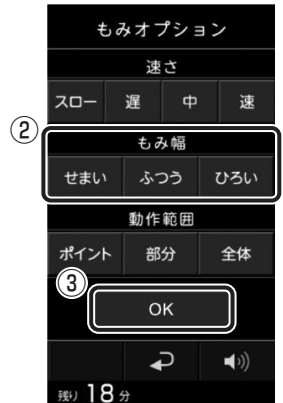 もみオプション
速さ
スロー 遅 中 速
②
もみ幅
せまい ふつう ひろい
動作範囲
ポイント 部分 全体
③
OK
残り 18 分